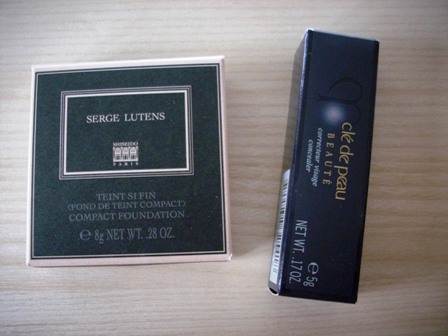 SERGE LUTENS
SHISEIDO
PARIS
TEINT SI FIN
(FOND DE TEINT COMPACT)
COMPACT FOUNDATION
e 8g NET WT. .28 OZ.
clé de peau
BEAUTÉ
correcteur visage
concealer
e 5g
NET WT. .17 OZ.